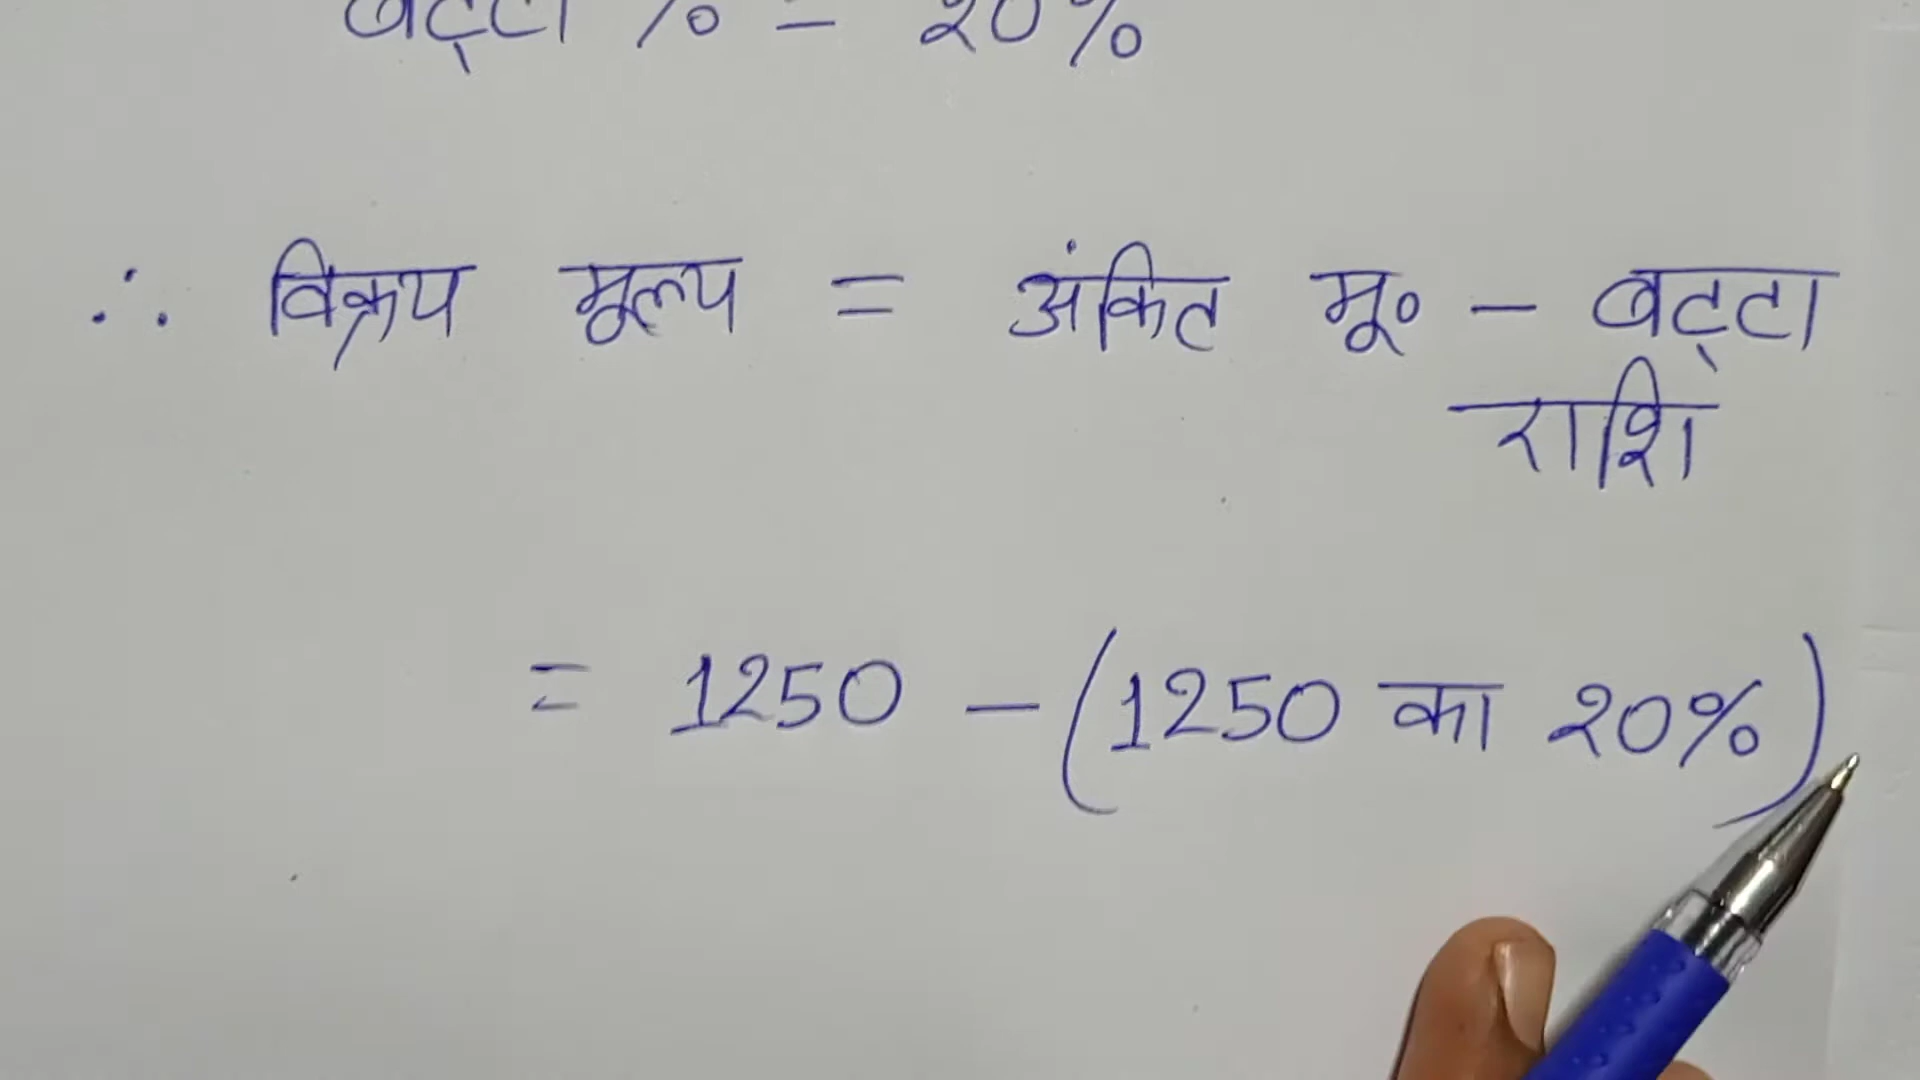 बट्टा % = 20%
∴ विक्रय मूल्य = अंकित मू० - बट्टा
राशि
= 1250 - (1250 का 20%)